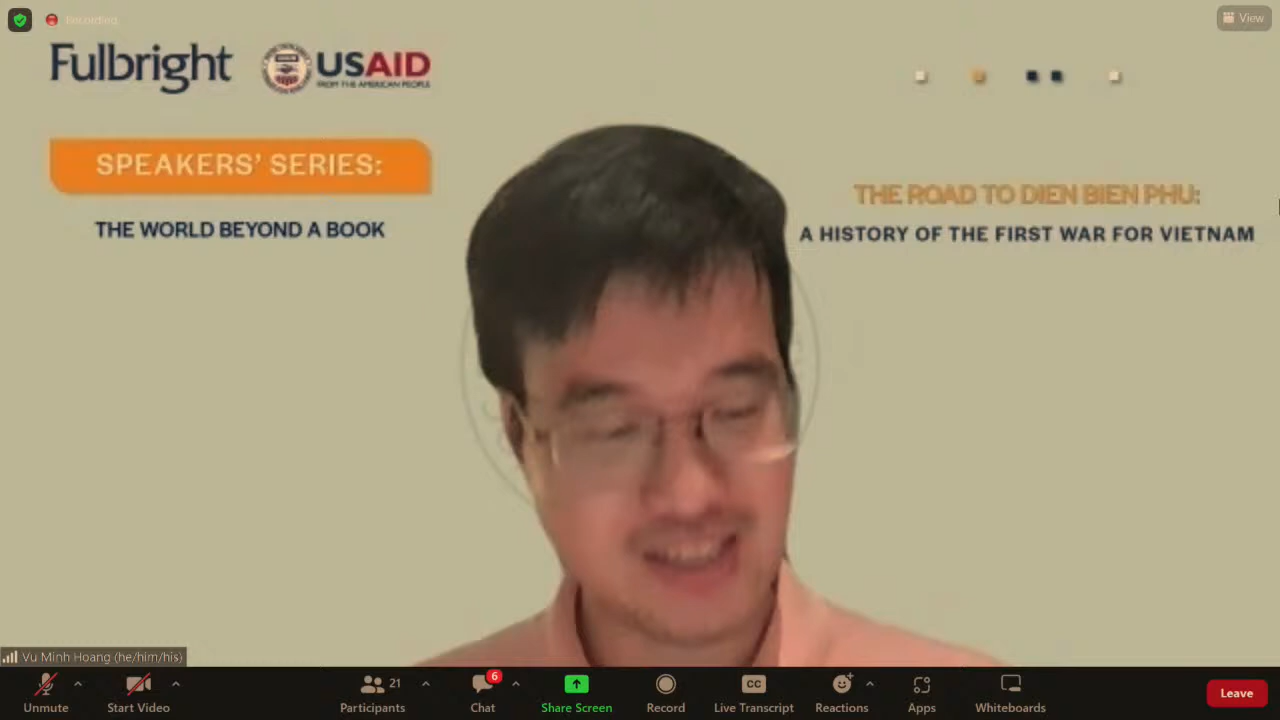 Recorded
View
Fulbright
USAID
FROM THE AMERICAN PEOPLE
SPEAKERS' SERIES:
THE WORLD BEYOND A BOOK
THE ROAD TO DIEN BIEN PHU:
A HISTORY OF THE FIRST WAR FOR VIETNAM
Vu Minh Hoang (he/him/his)
Unmute
Start Video
21
Participants
6
Chat
Share Screen
Record
CC
Live Transcript
Reactions
Apps
Whiteboards
Leave